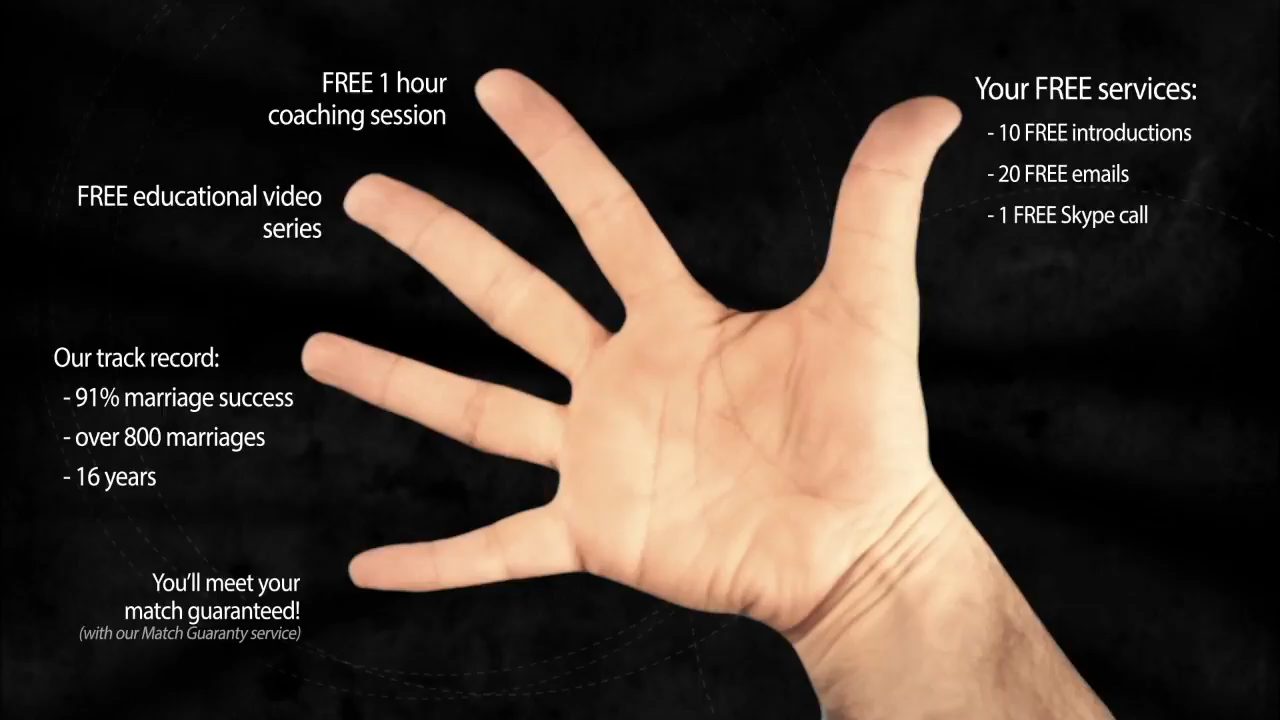 Your FREE services:
- 10 FREE introductions
- 20 FREE emails
- 1 FREE Skype call
FREE 1 hour
coaching session
FREE educational video
series
Our track record:
- 91% marriage success
- over 800 marriages
- 16 years
You'll meet your
match guaranteed!
(with our Match Guaranty service)